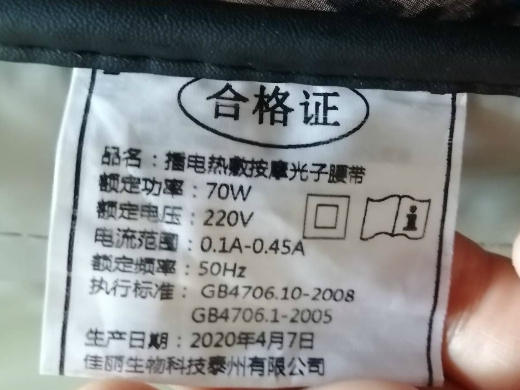 合格证
品名：插电热敷按摩光子腰带
额定功率：70W
额定电压：220V
电流范围：0.1A-0.45A
额定频率：50Hz
执行标准：GB4706.10-2008
GB4706.1-2005
生产日期：2020年4月7日
佳丽生物科技泰州有限公司